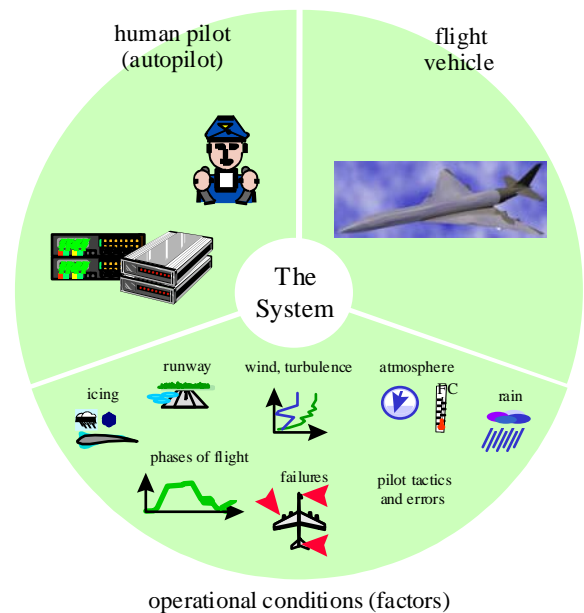 human pilot
(autopilot)
flight
vehicle
The
System
runway
wind, turbulence
atmosphere
icing
FC
rain
phases of flight
failures
pilot tactics
and errors
operational conditions (factors)